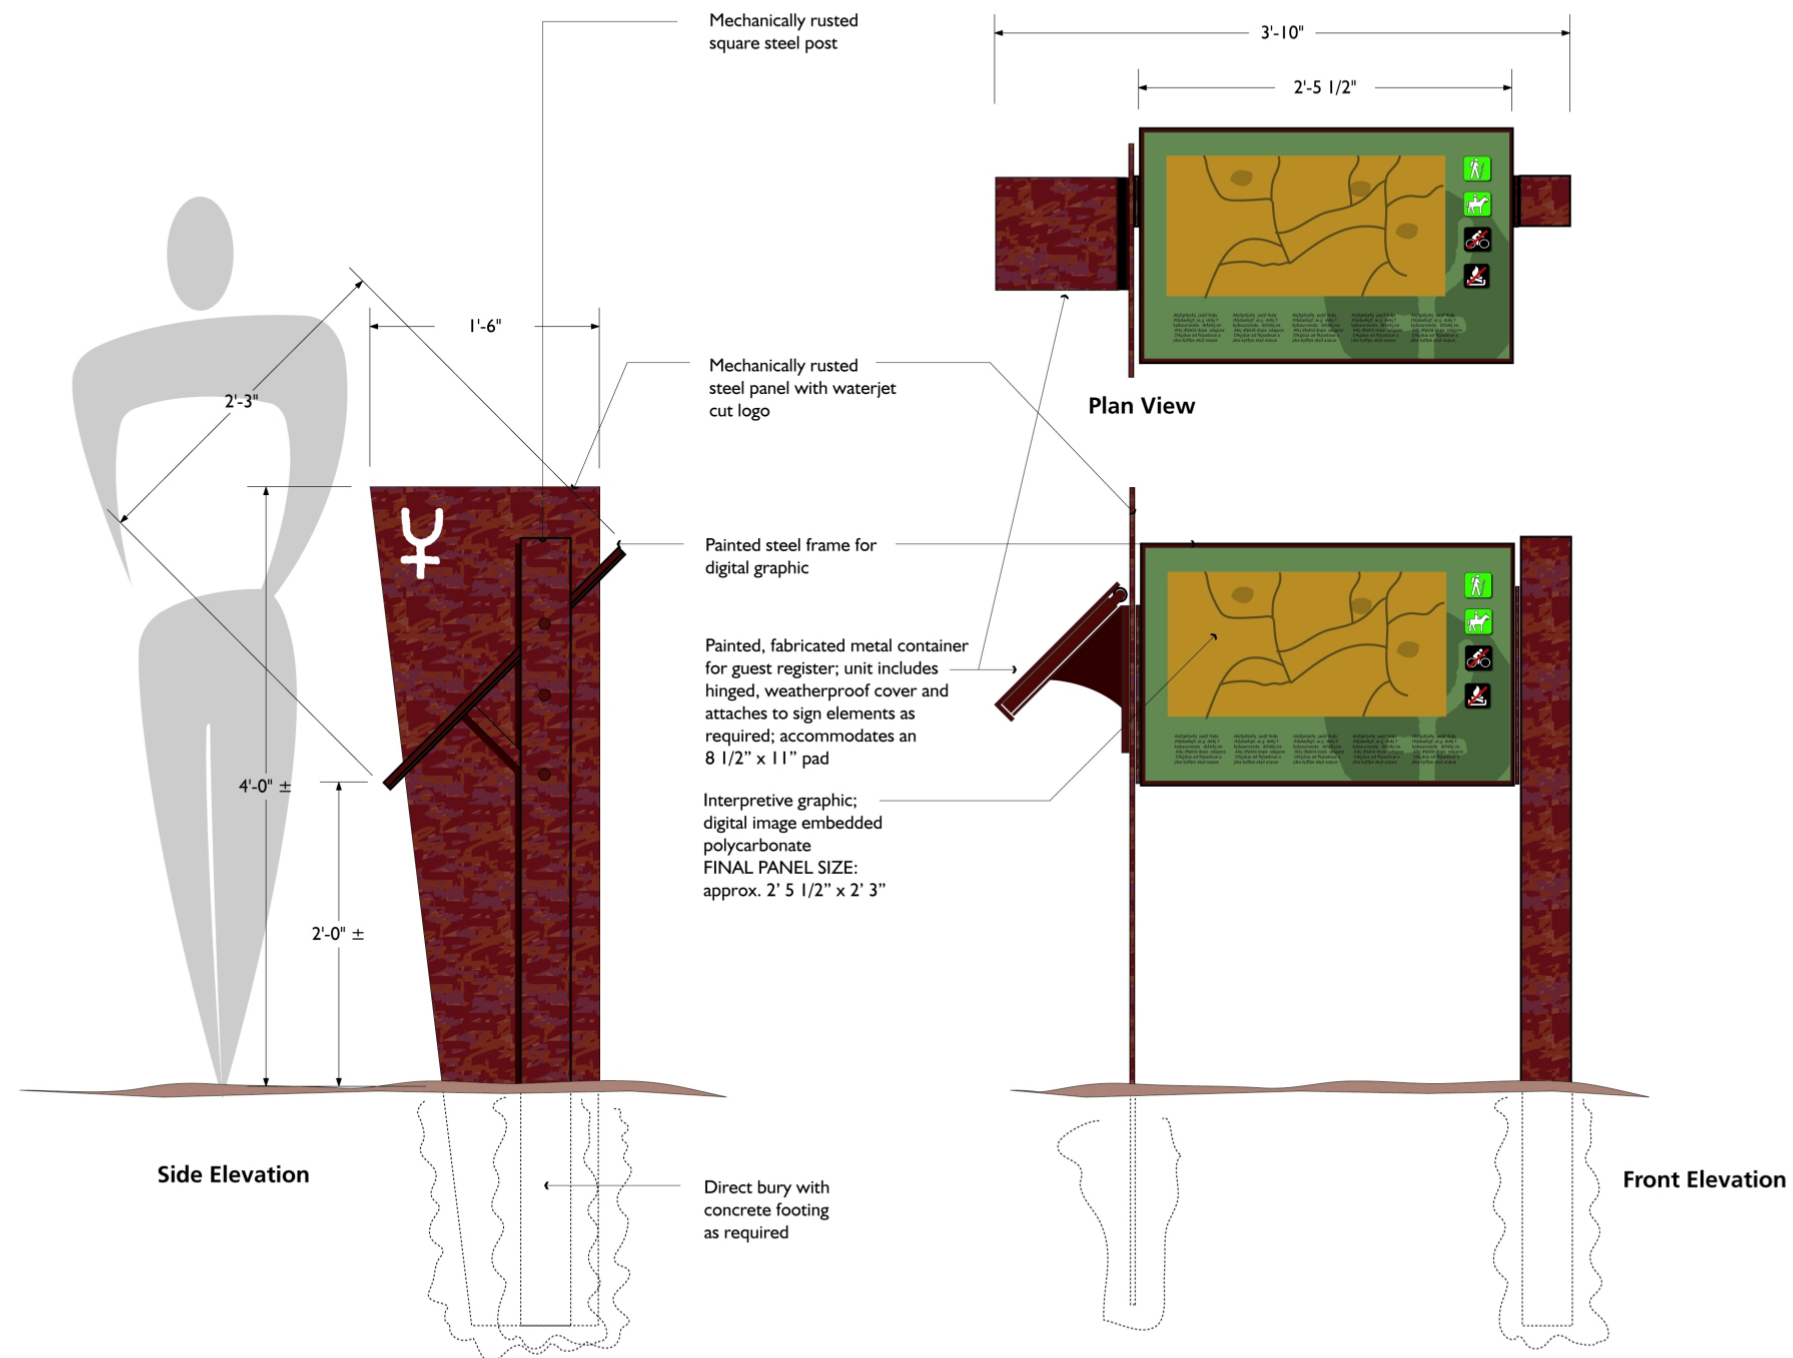 Mechanically rusted
square steel post
3'-10"
2'-5 1/2"
1'-6"
2'-3"
Mechanically rusted
steel panel with waterjet
cut logo
Plan View
Painted steel frame for
digital graphic
Painted, fabricated metal container
for guest register; unit includes
hinged, weatherproof cover and
attaches to sign elements as
required; accommodates an
8 1/2” x 11” pad
4'-0" ±
Interpretive graphic;
digital image embedded
polycarbonate
FINAL PANEL SIZE:
approx. 2’ 5 1/2” x 2’ 3”
2'-0" ±
Side Elevation
Front Elevation
Direct bury with
concrete footing
as required